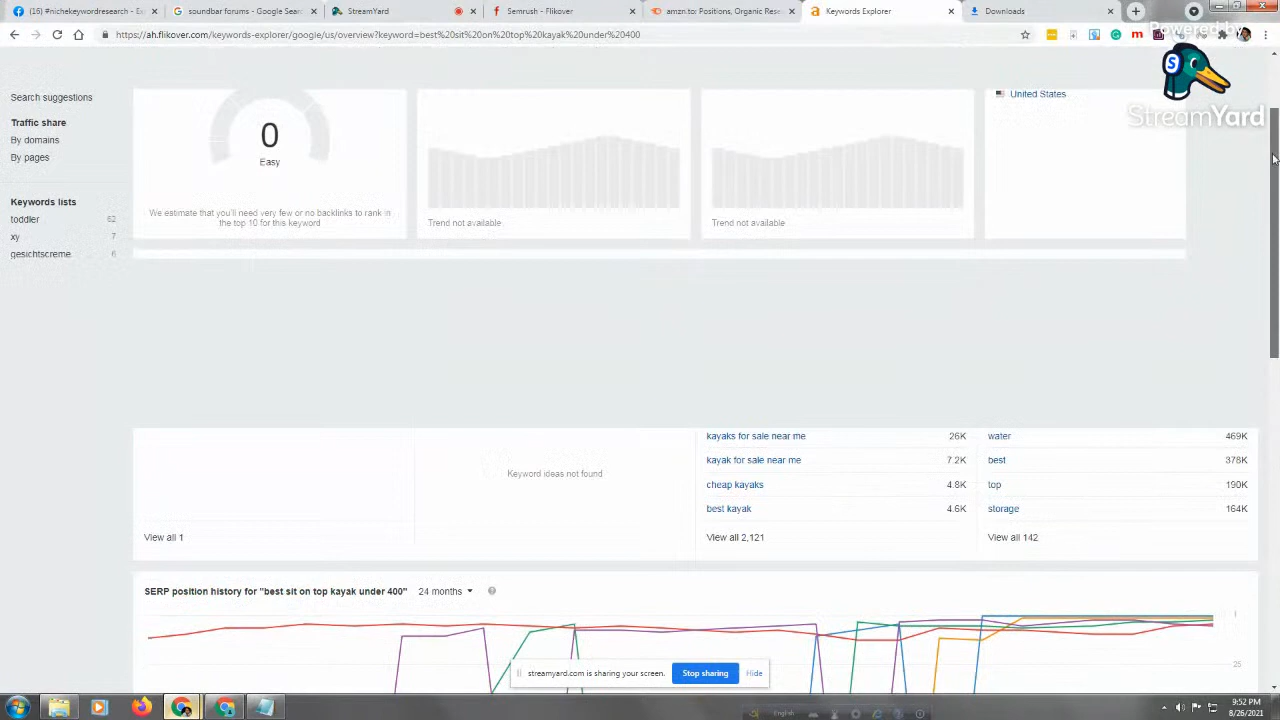 (16) #nichekeywordresearch - Ex
soundbar forums - Google Sear
StreamYard
Semrush - Flikover
amzn.to: Positions, Organic Res
Keywords Explorer
Downloads
https://ah.flikover.com/keywords-explorer/google/us/overview?keyword=best%20sit%20on%20top%20kayak%20under%20400
Powered by
StreamYard
Search suggestions
Traffic share
By domains
By pages
Keywords lists
toddler 62
xy 7
gesichtscreme 6
0
Easy
We estimate that you'll need very few or no backlinks to rank in
the top 10 for this keyword
Trend not available
Trend not available
United States
Keyword ideas not found
View all 1
kayaks for sale near me 26K
kayak for sale near me 7.2K
cheap kayaks 4.8K
best kayak 4.6K
View all 2,121
water 469K
best 378K
top 190K
storage 164K
View all 142
SERP position history for "best sit on top kayak under 400" 24 months
1
25
streamyard.com is sharing your screen. Stop sharing Hide
English
9:52 PM
8/26/2021